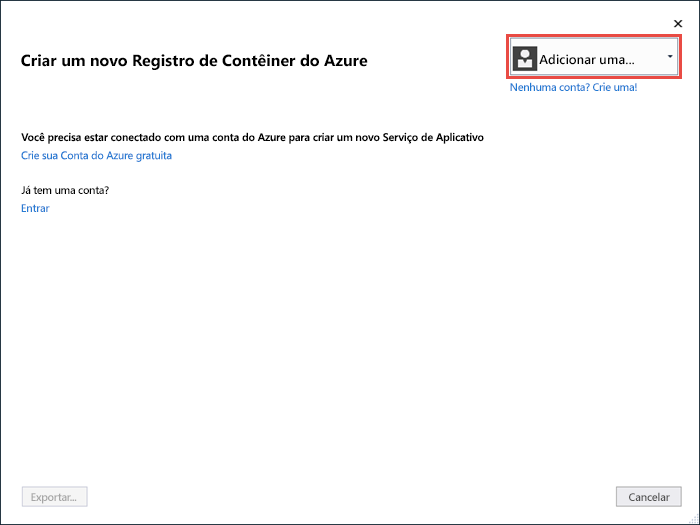 Criar um novo Registro de Contêiner do Azure
Adicionar uma...
Nenhuma conta? Crie uma!
Você precisa estar conectado com uma conta do Azure para criar um novo Serviço de Aplicativo
Crie sua Conta do Azure gratuita
Já tem uma conta?
Entrar
Exportar...
Cancelar